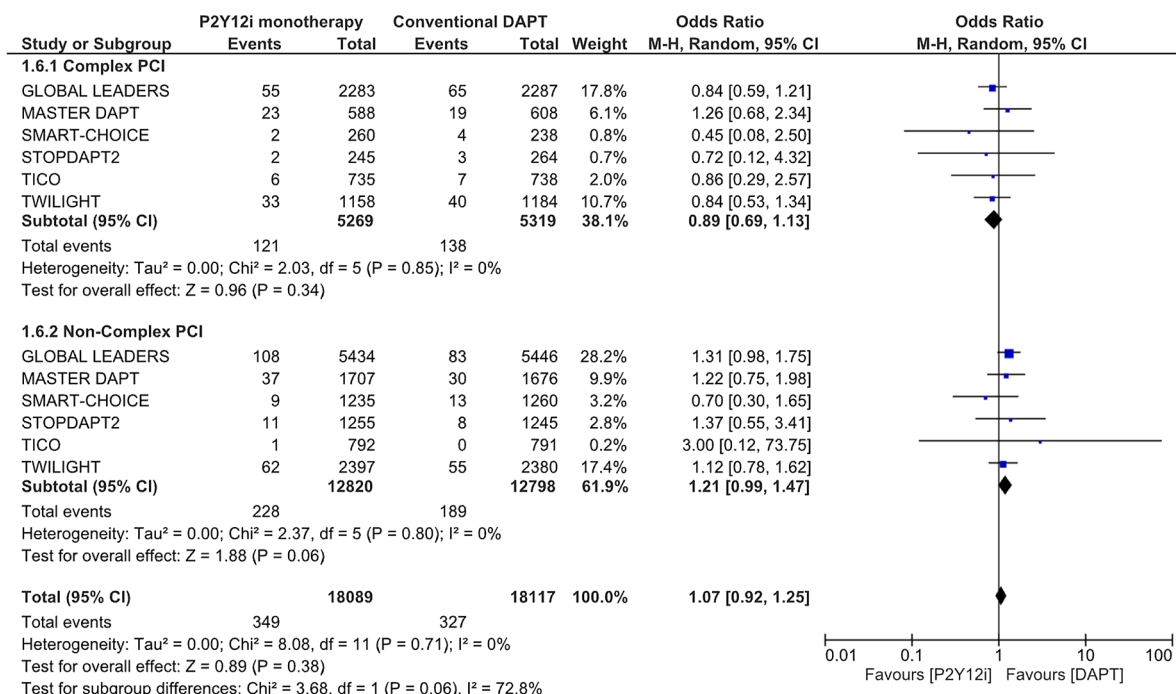 P2Y12i monotherapy Conventional DAPT Odds Ratio Odds Ratio
Study or Subgroup Events Total Events Total Weight M-H, Random, 95% CI M-H, Random, 95% CI
1.6.1 Complex PCI
GLOBAL LEADERS 55 2283 65 2287 17.8% 0.84 [0.59, 1.21]
MASTER DAPT 23 588 19 608 6.1% 1.26 [0.68, 2.34]
SMART-CHOICE 2 260 4 238 0.8% 0.45 [0.08, 2.50]
STOPDAPT2 2 245 3 264 0.7% 0.72 [0.12, 4.32]
TICO 6 735 7 738 2.0% 0.86 [0.29, 2.57]
TWILIGHT 33 1158 40 1184 10.7% 0.84 [0.53, 1.34]
Subtotal (95% CI) 5269 5319 38.1% 0.89 [0.69, 1.13]
Total events 121 138
Heterogeneity: Tau² = 0.00; Chi² = 2.03, df = 5 (P = 0.85); I² = 0%
Test for overall effect: Z = 0.96 (P = 0.34)
1.6.2 Non-Complex PCI
GLOBAL LEADERS 108 5434 83 5446 28.2% 1.31 [0.98, 1.75]
MASTER DAPT 37 1707 30 1676 9.9% 1.22 [0.75, 1.98]
SMART-CHOICE 9 1235 13 1260 3.2% 0.70 [0.30, 1.65]
STOPDAPT2 11 1255 8 1245 2.8% 1.37 [0.55, 3.41]
TICO 1 792 0 791 0.2% 3.00 [0.12, 73.75]
TWILIGHT 62 2397 55 2380 17.4% 1.12 [0.78, 1.62]
Subtotal (95% CI) 12820 12798 61.9% 1.21 [0.99, 1.47]
Total events 228 189
Heterogeneity: Tau² = 0.00; Chi² = 2.37, df = 5 (P = 0.80); I² = 0%
Test for overall effect: Z = 1.88 (P = 0.06)
Total (95% CI) 18089 18117 100.0% 1.07 [0.92, 1.25]
Total events 349 327
Heterogeneity: Tau² = 0.00; Chi² = 8.08, df = 11 (P = 0.71); I² = 0%
Test for overall effect: Z = 0.89 (P = 0.38)
Test for subgroup differences: Chi² = 3.68, df = 1 (P = 0.06), I² = 72.8%
0.01 0.1 1 10 100
Favours [P2Y12i] Favours [DAPT]